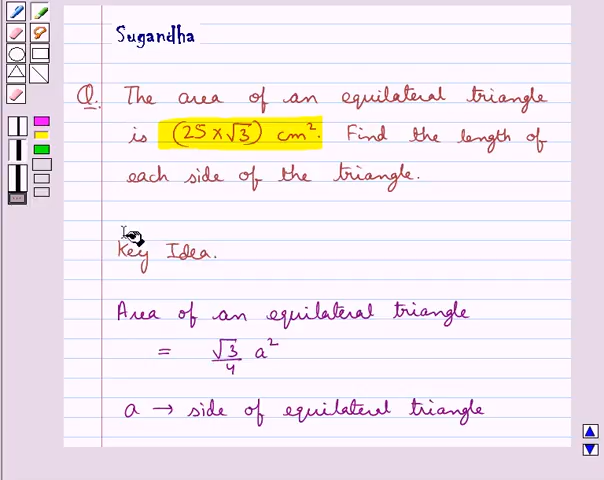 Sugandha
Q. The area of an equilateral triangle
is (25 × √3) cm². Find the length of
each side of the triangle.
Key Idea.
Area of an equilateral triangle
= √3/4 a²
a → side of equilateral triangle